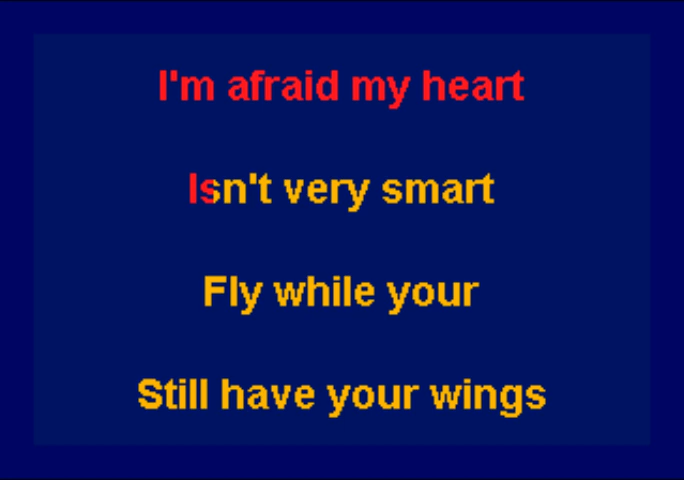 I'm afraid my heart
Isn't very smart
Fly while your
Still have your wings